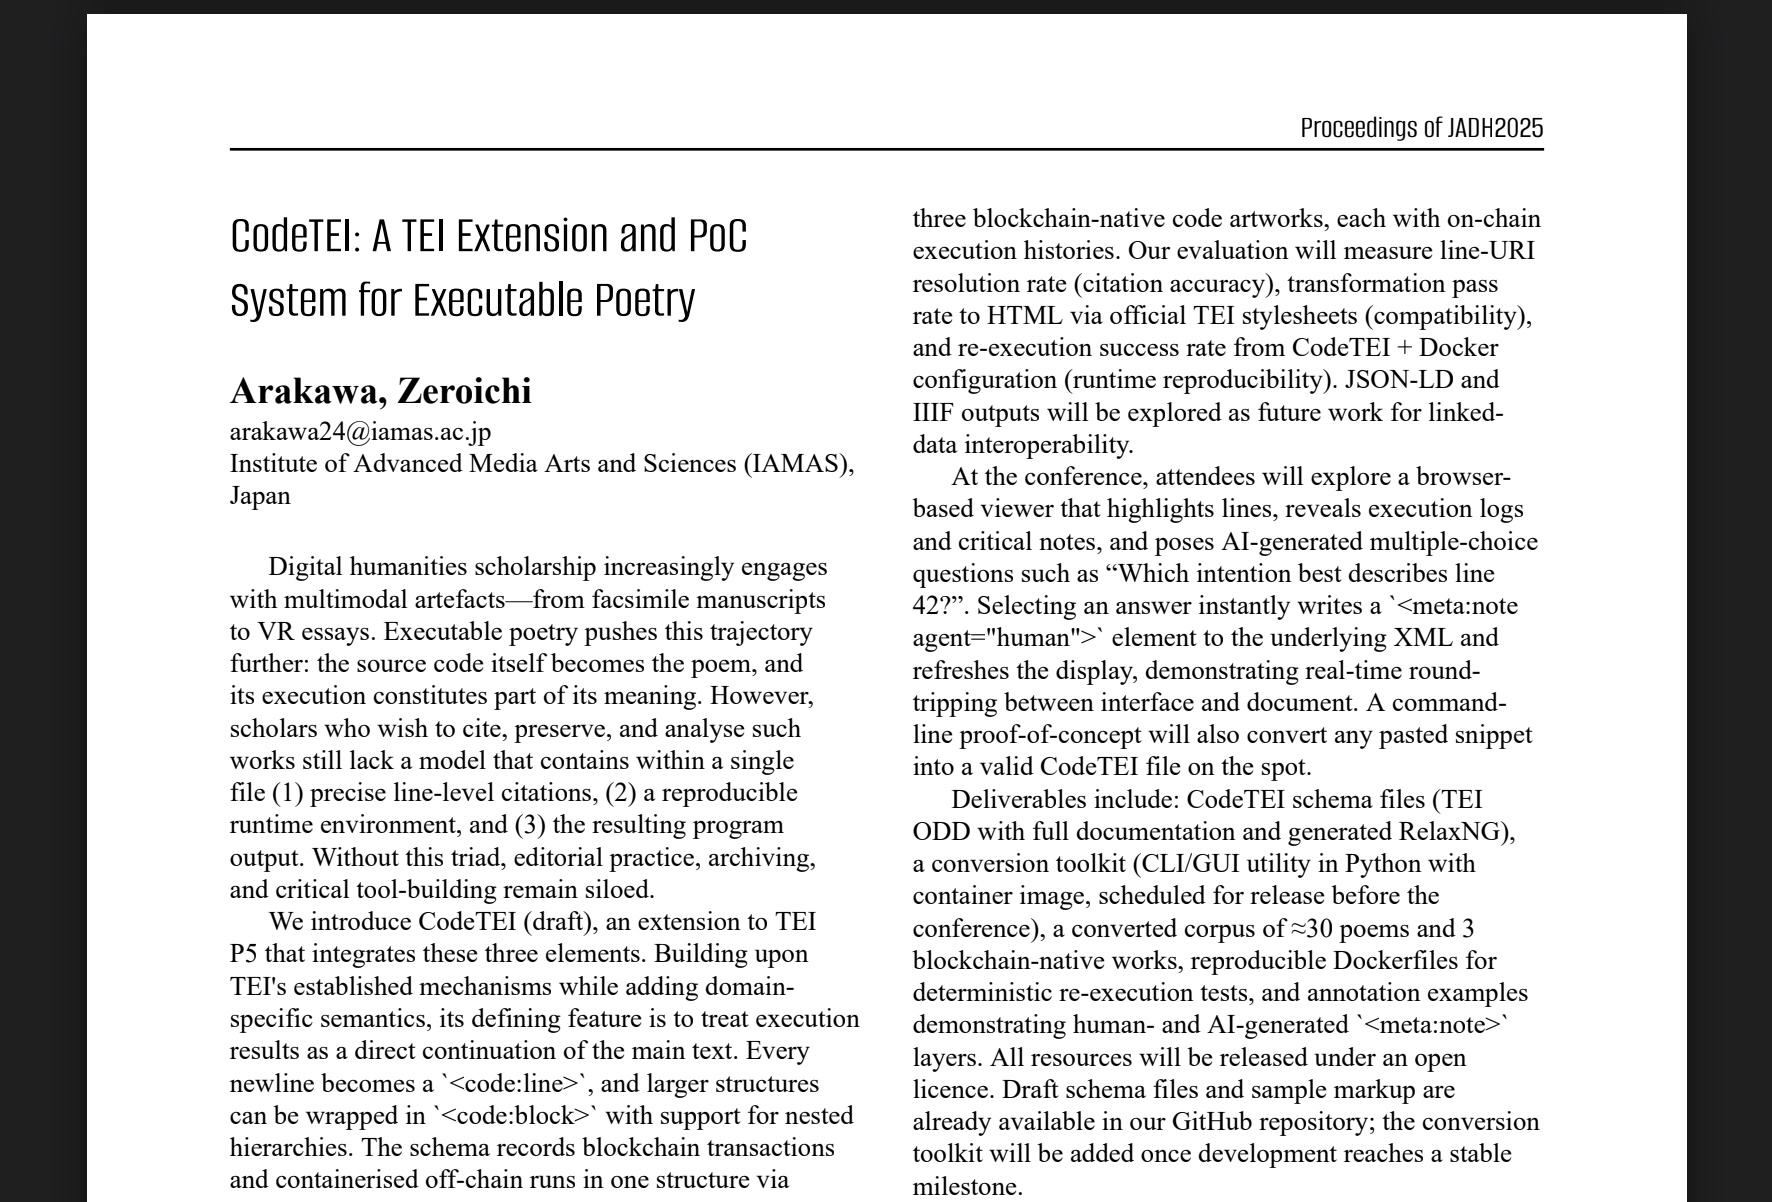 Proceedings of JADH2025
CodeTEI: A TEI Extension and PoC
System for Executable Poetry
Arakawa, Zeroichi
arakawa24@iamas.ac.jp
Institute of Advanced Media Arts and Sciences (IAMAS),
Japan
Digital humanities scholarship increasingly engages
with multimodal artefacts—from facsimile manuscripts
to VR essays. Executable poetry pushes this trajectory
further: the source code itself becomes the poem, and
its execution constitutes part of its meaning. However,
scholars who wish to cite, preserve, and analyse such
works still lack a model that contains within a single
file (1) precise line-level citations, (2) a reproducible
runtime environment, and (3) the resulting program
output. Without this triad, editorial practice, archiving,
and critical tool-building remain siloed.
We introduce CodeTEI (draft), an extension to TEI
P5 that integrates these three elements. Building upon
TEI's established mechanisms while adding domain-
specific semantics, its defining feature is to treat execution
results as a direct continuation of the main text. Every
newline becomes a `<code:line>`, and larger structures
can be wrapped in `<code:block>` with support for nested
hierarchies. The schema records blockchain transactions
and containerised off-chain runs in one structure via
three blockchain-native code artworks, each with on-chain
execution histories. Our evaluation will measure line-URI
resolution rate (citation accuracy), transformation pass
rate to HTML via official TEI stylesheets (compatibility),
and re-execution success rate from CodeTEI + Docker
configuration (runtime reproducibility). JSON-LD and
IIIF outputs will be explored as future work for linked-
data interoperability.
At the conference, attendees will explore a browser-
based viewer that highlights lines, reveals execution logs
and critical notes, and poses AI-generated multiple-choice
questions such as “Which intention best describes line
42?”. Selecting an answer instantly writes a `<meta:note
agent="human">` element to the underlying XML and
refreshes the display, demonstrating real-time round-
tripping between interface and document. A command-
line proof-of-concept will also convert any pasted snippet
into a valid CodeTEI file on the spot.
Deliverables include: CodeTEI schema files (TEI
ODD with full documentation and generated RelaxNG),
a conversion toolkit (CLI/GUI utility in Python with
container image, scheduled for release before the
conference), a converted corpus of ≈30 poems and 3
blockchain-native works, reproducible Dockerfiles for
deterministic re-execution tests, and annotation examples
demonstrating human- and AI-generated `<meta:note>`
layers. All resources will be released under an open
licence. Draft schema files and sample markup are
already available in our GitHub repository; the conversion
toolkit will be added once development reaches a stable
milestone.